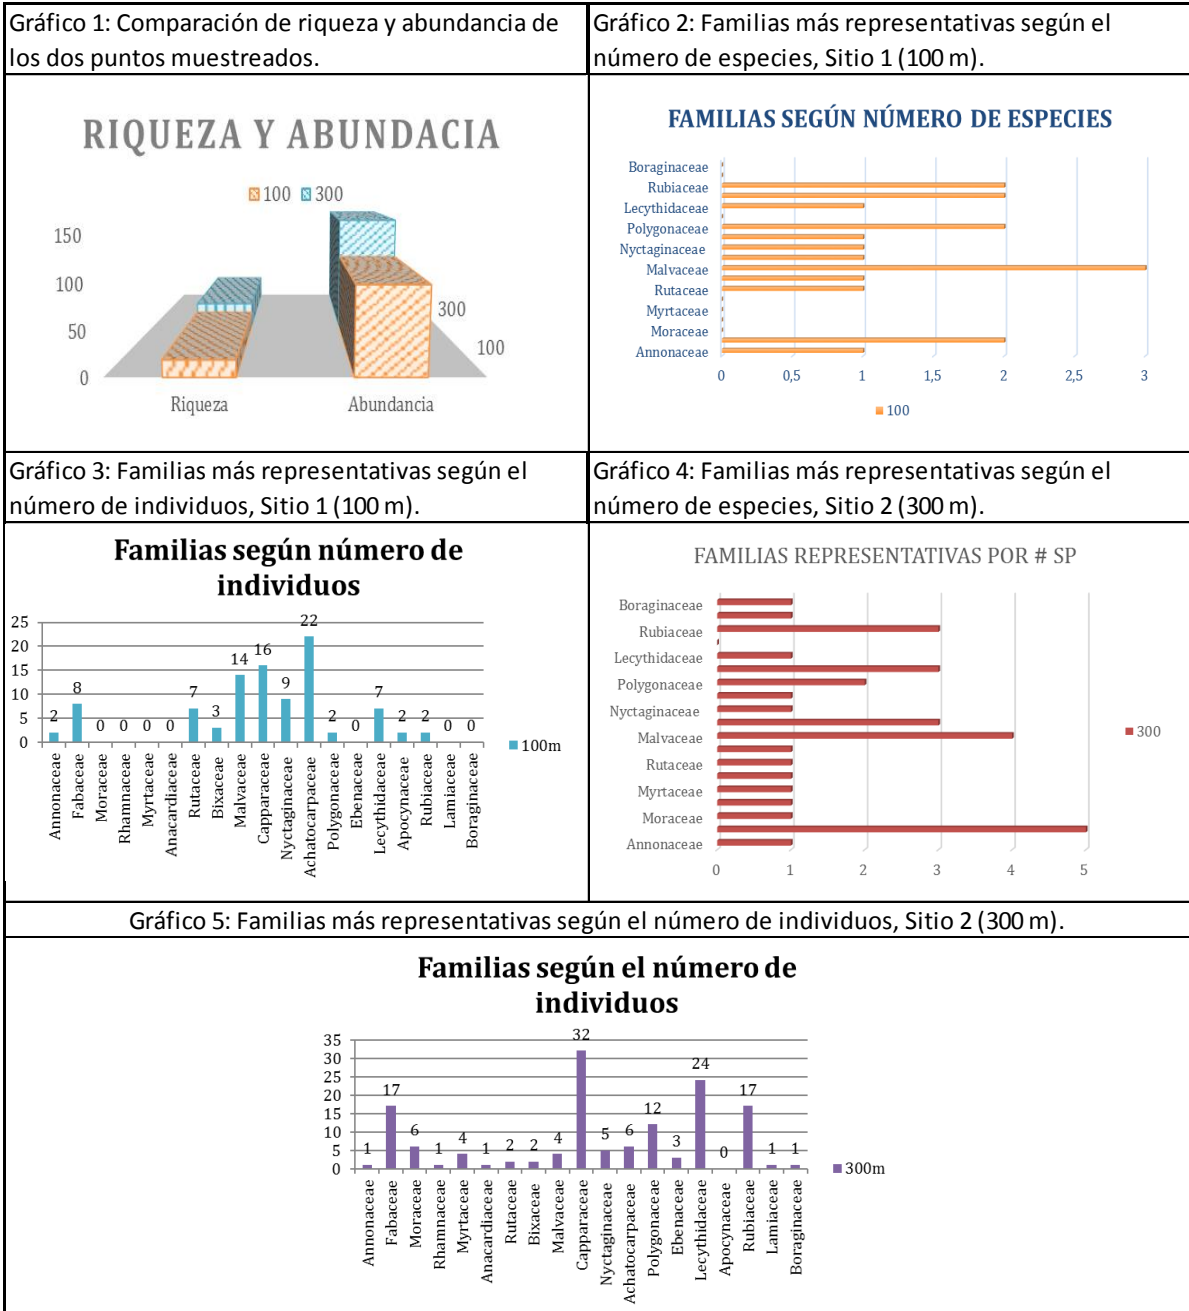 Gráfico 1: Comparación de riqueza y abundancia de
los dos puntos muestreados.
Gráfico 2: Familias más representativas según el
número de especies, Sitio 1 (100 m).
RIQUEZA Y ABUNDACIA
100 300
150
100
50
0
300
100
Riqueza Abundancia
FAMILIAS SEGÚN NÚMERO DE ESPECIES
Boraginaceae
Rubiaceae
Lecythidaceae
Polygonaceae
Nyctaginaceae
Malvaceae
Rutaceae
Myrtaceae
Moraceae
Annonaceae
0 0,5 1 1,5 2 2,5 3
100
Gráfico 3: Familias más representativas según el
número de individuos, Sitio 1 (100 m).
Gráfico 4: Familias más representativas según el
número de especies, Sitio 2 (300 m).
Familias según número de
individuos
25
20
15
10
5
0
2 8 0 0 0 0 7 3 14 16 9 22 2 0 7 2 2 0 0
Annonaceae
Fabaceae
Moraceae
Rhamnaceae
Myrtaceae
Anacardiaceae
Rutaceae
Bixaceae
Malvaceae
Capparaceae
Nyctaginaceae
Achatocarpaceae
Polygonaceae
Ebenaceae
Lecythidaceae
Apocynaceae
Rubiaceae
Lamiaceae
Boraginaceae
100m
FAMILIAS REPRESENTATIVAS POR # SP
Boraginaceae
Rubiaceae
Lecythidaceae
Polygonaceae
Nyctaginaceae
Malvaceae
Rutaceae
Myrtaceae
Moraceae
Annonaceae
0 1 2 3 4 5
300
Gráfico 5: Familias más representativas según el número de individuos, Sitio 2 (300 m).
Familias según el número de
individuos
35
30
25
20
15
10
5
0
1 17 6 1 4 1 2 2 4 32 5 6 12 3 24 0 17 1 1
Annonaceae
Fabaceae
Moraceae
Rhamnaceae
Myrtaceae
Anacardiaceae
Rutaceae
Bixaceae
Malvaceae
Capparaceae
Nyctaginaceae
Achatocarpaceae
Polygonaceae
Ebenaceae
Lecythidaceae
Apocynaceae
Rubiaceae
Lamiaceae
Boraginaceae
300m